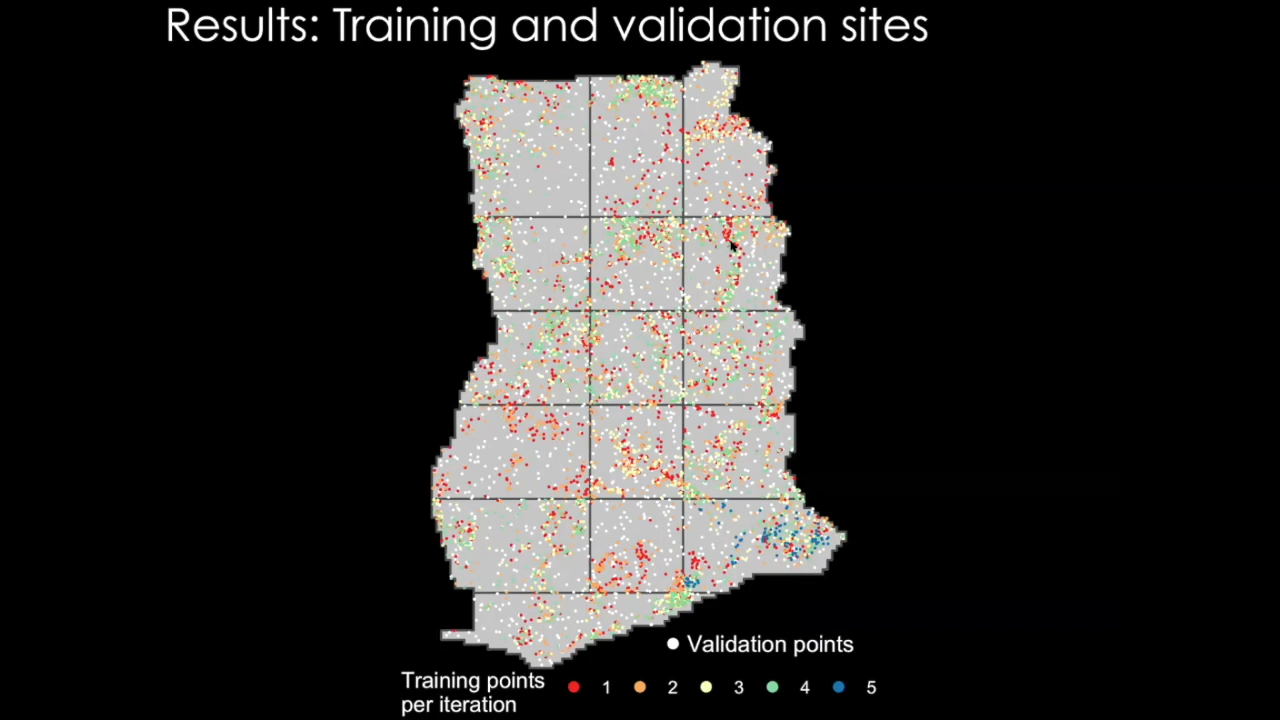 Results: Training and validation sites
Validation points
Training points
per iteration
1 2 3 4 5